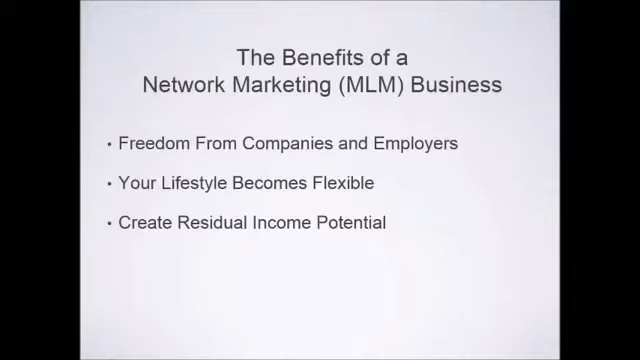 The Benefits of a
Network Marketing (MLM) Business
• Freedom From Companies and Employers
• Your Lifestyle Becomes Flexible
• Create Residual Income Potential